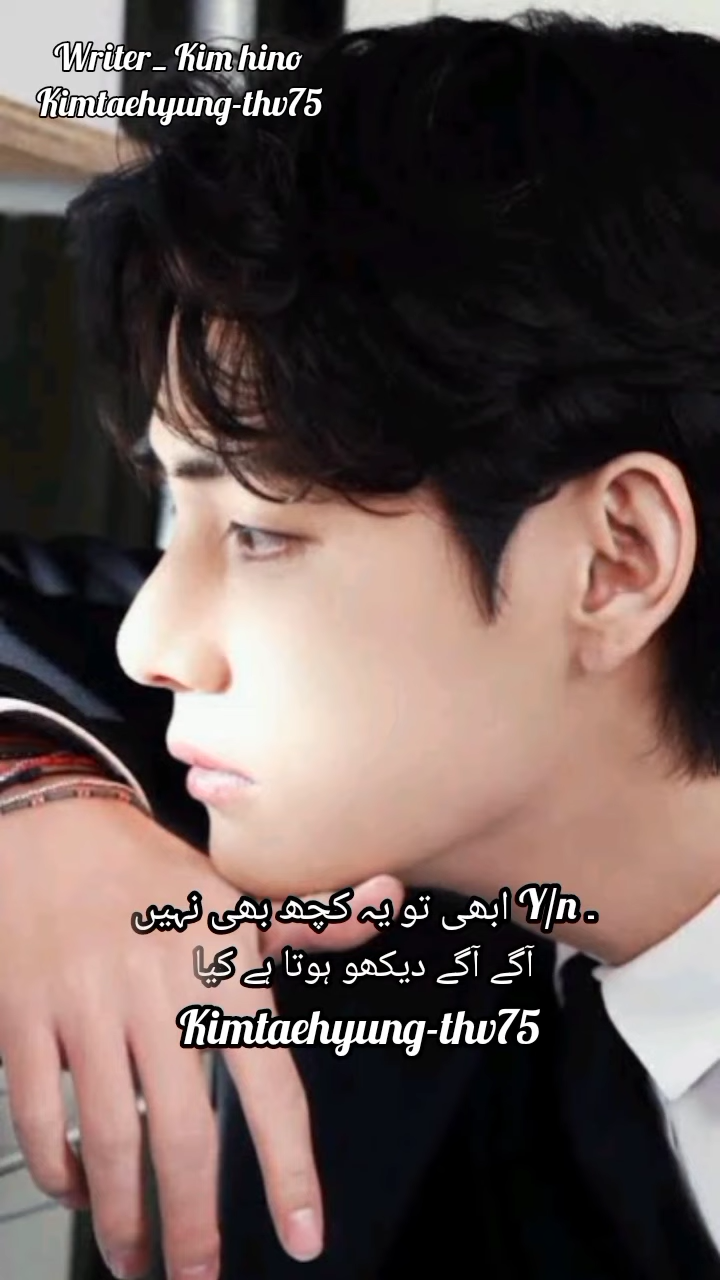 Writer_ Kim hino
Kimtaehyung-thv75
Y/n . ابھی تو یہ کچھ بھی نہیں
آگے آگے دیکھو ہوتا ہے کیا
Kimtaehyung-thv75